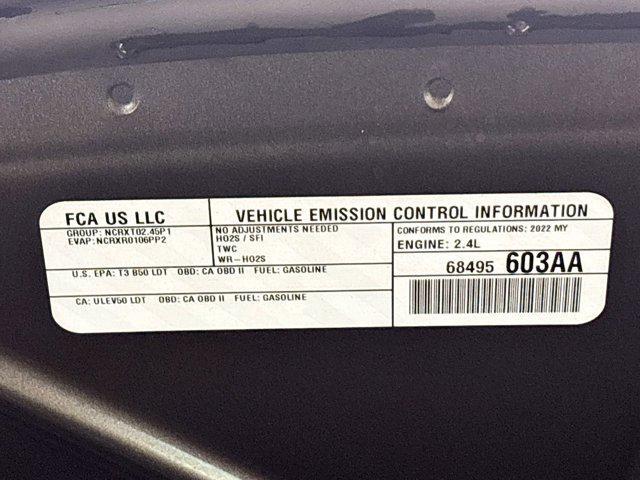 FCA US LLC
GROUP: NCRXT02.45P1
EVAP: NCRXR0106PP2
VEHICLE EMISSION CONTROL INFORMATION
NO ADJUSTMENTS NEEDED
HO2S / SFI
TWC
WR-HO2S
CONFORMS TO REGULATIONS: 2022 MY
ENGINE: 2.4L
U.S. EPA: T3 B50 LDT OBD: CA OBD II FUEL: GASOLINE
CA: ULEV50 LDT OBD: CA OBD II FUEL: GASOLINE
68495 603AA